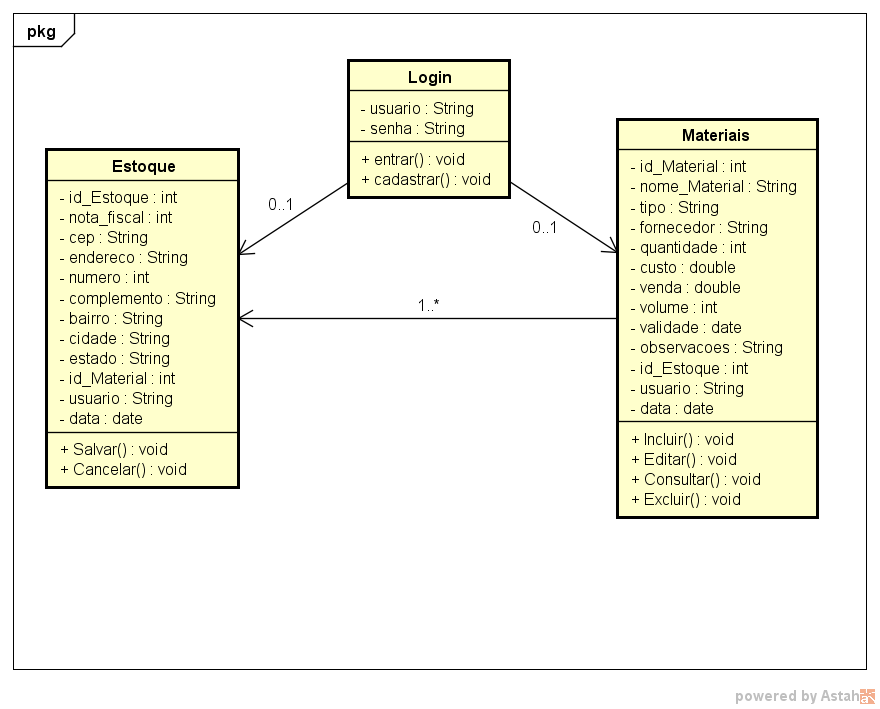 pkg
Login
- usuario : String
- senha : String
+ entrar() : void
+ cadastrar() : void
Estoque
- id_Estoque : int
- nota_fiscal : int
- cep : String
- endereco : String
- numero : int
- complemento : String
- bairro : String
- cidade : String
- estado : String
- id_Material : int
- usuario : String
- data : date
+ Salvar() : void
+ Cancelar() : void
0..1
0..1
1..*
Materiais
- id_Material : int
- nome_Material : String
- tipo : String
- fornecedor : String
- quantidade : int
- custo : double
- venda : double
- volume : int
- validade : date
- observacoes : String
- id_Estoque : int
- usuario : String
- data : date
+ Incluir() : void
+ Editar() : void
+ Consultar() : void
+ Excluir() : void
powered by Astah